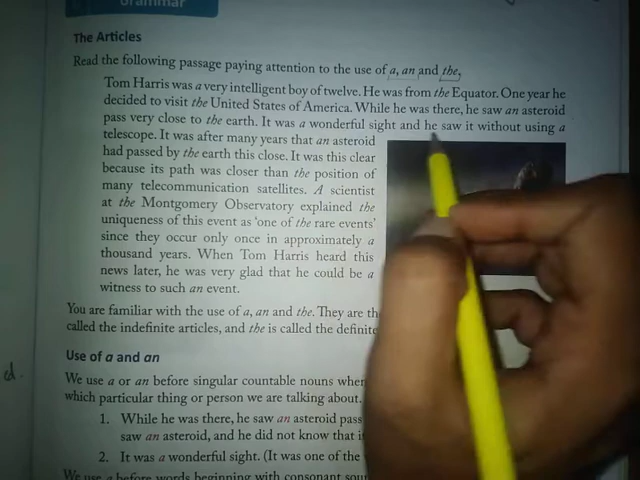 Grammar
The Articles
Read the following passage paying attention to the use of a, an and the,
Tom Harris was a very intelligent boy of twelve. He was from the Equator. One year he
decided to visit the United States of America. While he was there, he saw an asteroid
pass very close to the earth. It was a wonderful sight and he saw it without using a
telescope. It was after many years that an asteroid
had passed by the earth this close. It was this clear
because its path was closer than the position of
many telecommunication satellites. A scientist
at the Montgomery Observatory explained the
uniqueness of this event as 'one of the rare events'
since they occur only once in approximately a
thousand years. When Tom Harris heard this
news later, he was very glad that he could be a
witness to such an event.
You are familiar with the use of a, an and the. They are
called the indefinite articles, and the is called the
Use of a and an
ed.
We use a or an before singular countable nouns
which particular thing or person we are talking about.
1. While he was there, he saw an asteroid pass
saw an asteroid, and he did not know that
2. It was a wonderful sight. (It was one of the
We use a before words beginning with consonant